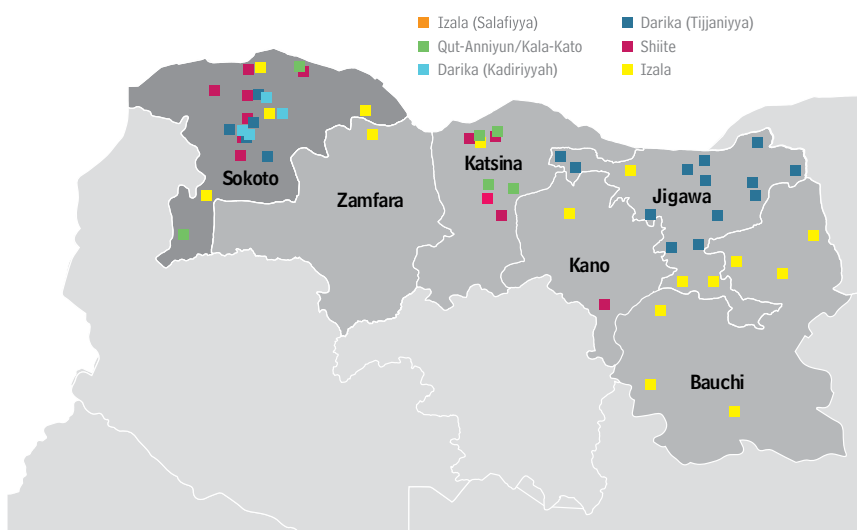 Izala (Salafiyya)
Darika (Tijjaniyya)
Qut-Anniyun/Kala-Kato
Shiite
Darika (Kadiriyyah)
Izala
Sokoto
Zamfara
Katsina
Jigawa
Kano
Bauchi